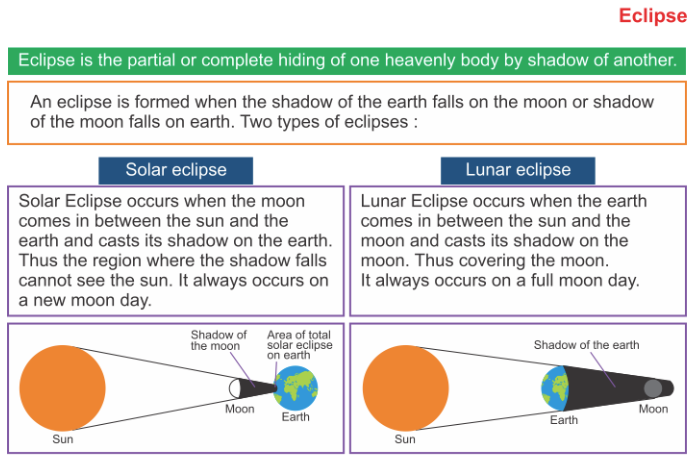 Eclipse
Eclipse is the partial or complete hiding of one heavenly body by shadow of another.
An eclipse is formed when the shadow of the earth falls on the moon or shadow
of the moon falls on earth. Two types of eclipses :
Solar eclipse
Solar Eclipse occurs when the moon
comes in between the sun and the
earth and casts its shadow on the earth.
Thus the region where the shadow falls
cannot see the sun. It always occurs on
a new moon day.
Lunar eclipse
Lunar Eclipse occurs when the earth
comes in between the sun and the
moon and casts its shadow on the
moon. Thus covering the moon.
It always occurs on a full moon day.
Shadow of
the moon
Area of total
solar eclipse
on earth
Moon
Earth
Sun
Shadow of the earth
Moon
Earth
Sun